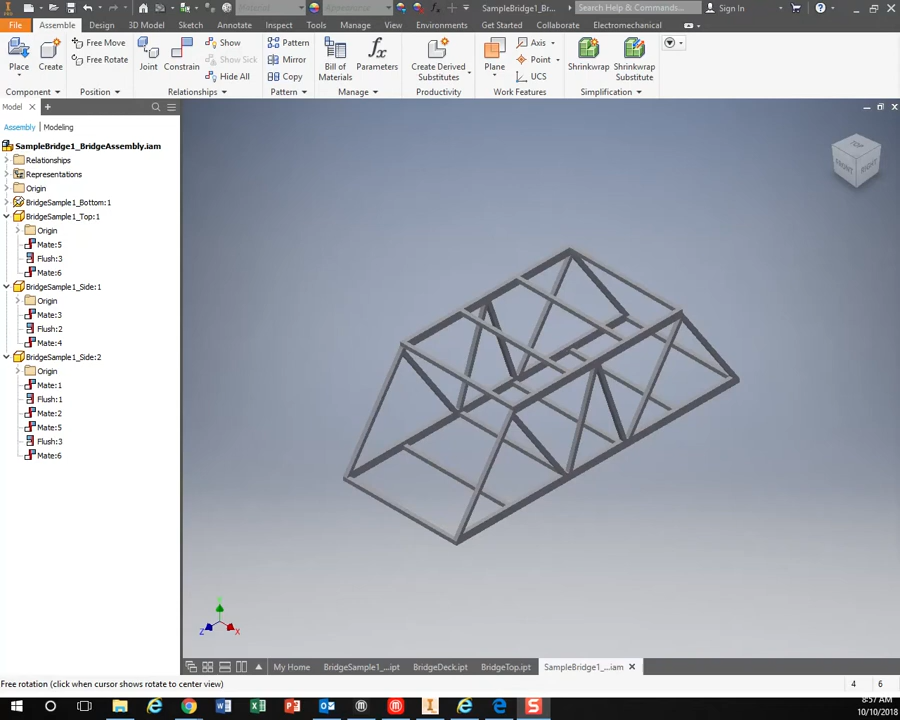 SampleBridge1_Br... Search Help & Commands... Sign In
File Assemble Design 3D Model Sketch Annotate Inspect Tools Manage View Environments Get Started Collaborate Electromechanical
Place Create Free Move Free Rotate Joint Constrain Show Show Sick Hide All Pattern Mirror Copy Bill of Materials Parameters Create Derived Substitutes Plane Axis Point UCS Shrinkwrap Shrinkwrap Substitute
Component Position Relationships Pattern Manage Productivity Work Features Simplification
Model
Assembly Modeling
SampleBridge1_BridgeAssembly.iam
Relationships
Representations
Origin
BridgeSample1_Bottom:1
BridgeSample1_Top:1
Origin
Mate:5
Flush:3
Mate:6
BridgeSample1_Side:1
Origin
Mate:3
Flush:2
Mate:4
BridgeSample1_Side:2
Origin
Mate:1
Flush:1
Mate:2
Mate:5
Flush:3
Mate:6
TOP
FRONT RIGHT
Y
Z X
My Home BridgeSample1_...ipt BridgeDeck.ipt BridgeTop.ipt SampleBridge1_...iam
Free rotation (click when cursor shows rotate to center view) 4 6
8:57 AM
10/10/2018